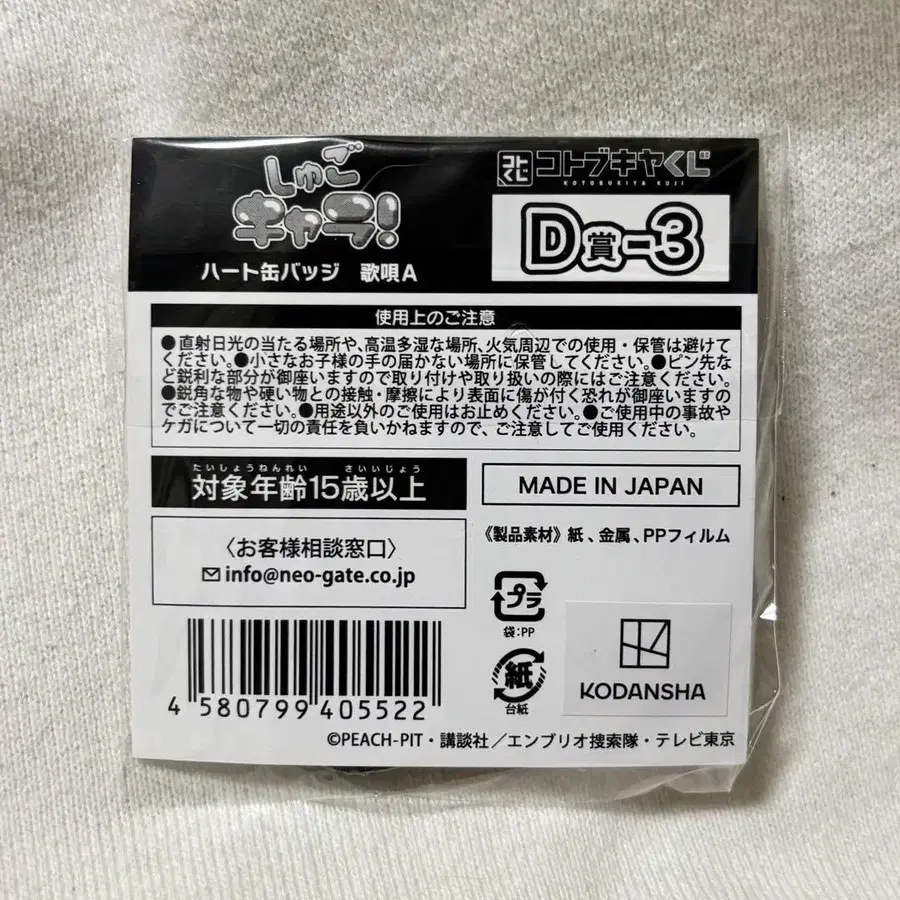 しゅご
キャラ!
ハート缶バッジ 歌唄A
コト
くじ
コトブキヤくじ
KOTOBUKIYA KUJI
D賞-3
使用上のご注意
●直射日光の当たる場所や、高温多湿な場所、火気周辺での使用・保管は避けて
ください。●小さなお子様の手の届かない場所に保管してください。●ピン先な
ど鋭利な部分が御座いますので取り付けや取り扱いの際にはご注意ください。
●鋭角な物や硬い物との接触・摩擦により表面に傷が付く恐れが御座いますの
でご注意ください。●用途以外のご使用はお止めください。●ご使用中の事故や
ケガについて一切の責任を負いかねますので、ご注意してご使用ください。
たいしょうねんれい さいいじょう
対象年齢15歳以上
MADE IN JAPAN
〈お客様相談窓口〉
info@neo-gate.co.jp
《製品素材》紙、金属、PPフィルム
プラ
袋:PP
紙
台紙
KODANSHA
4 580799 405522
©PEACH-PIT・講談社/エンブリオ捜索隊・テレビ東京